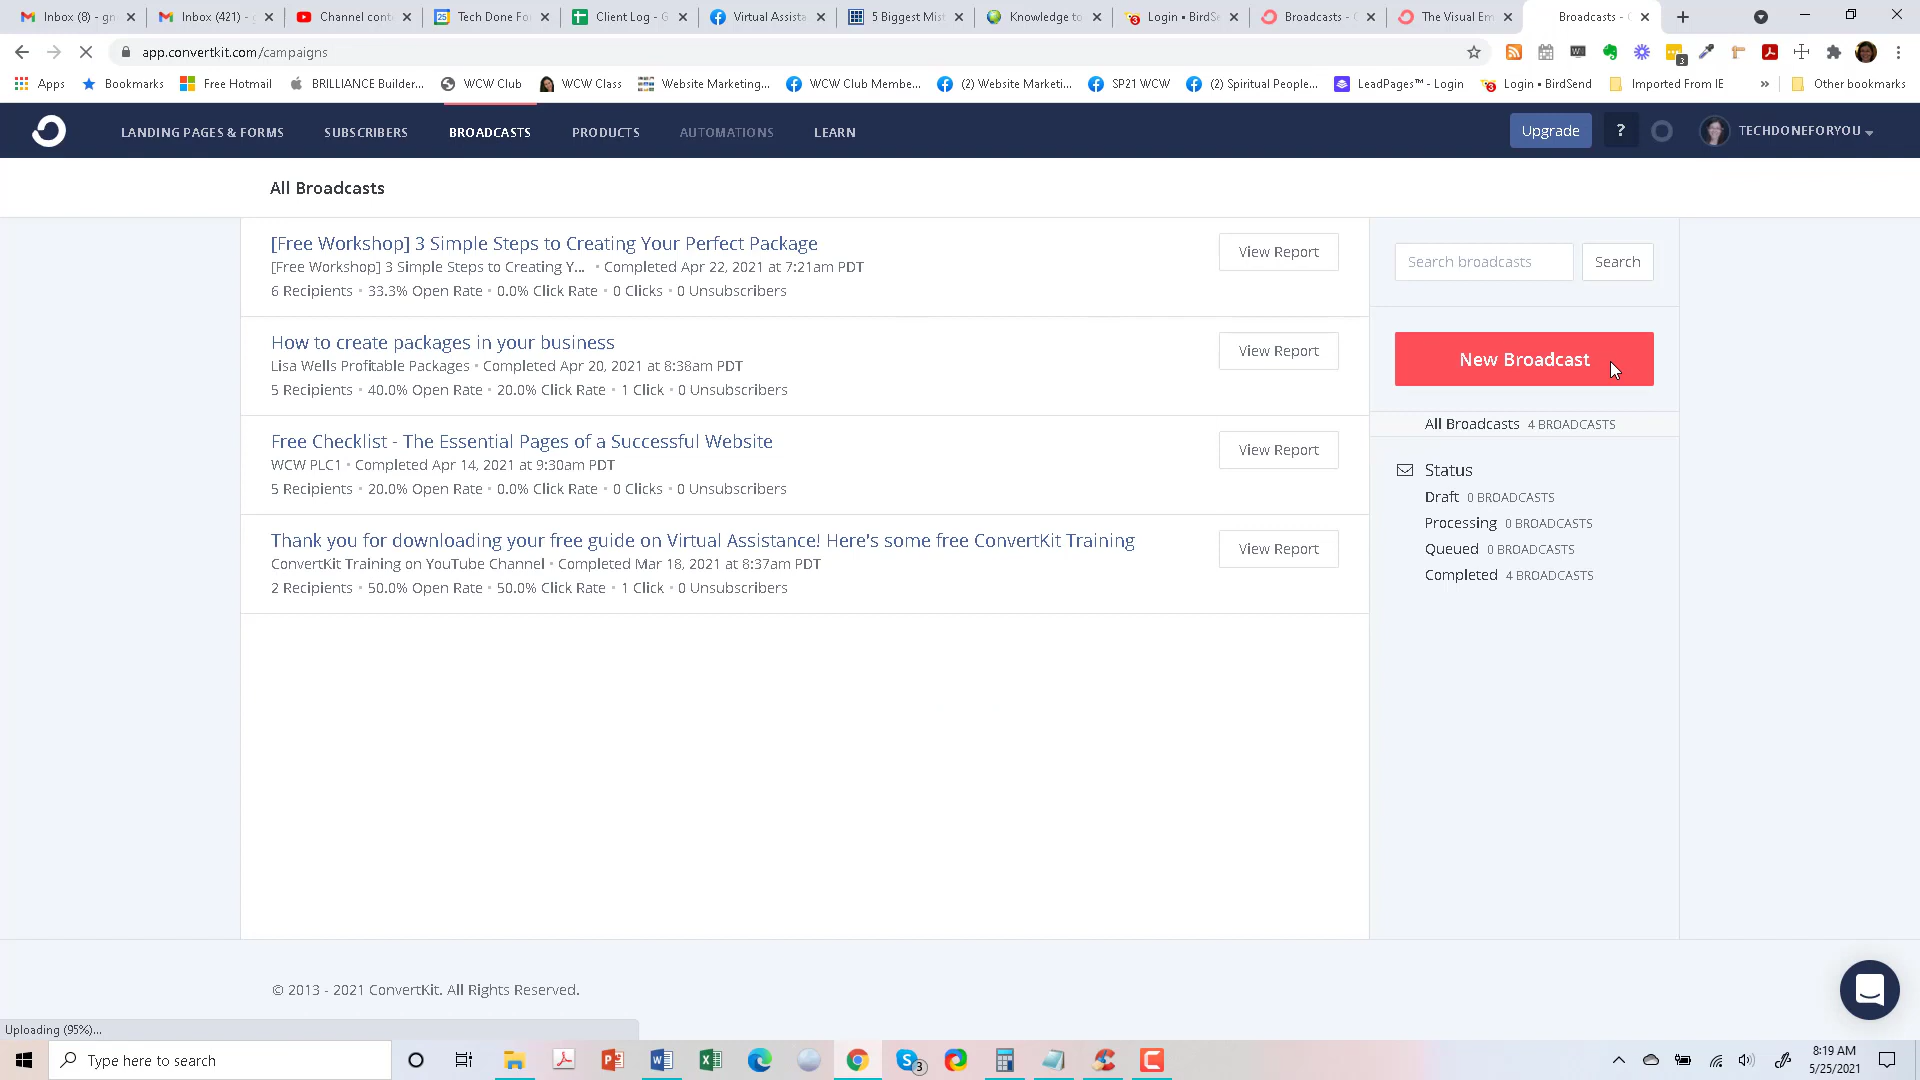 Inbox (8) - gn
Inbox (421) - g
Channel cont
Tech Done Fo
Client Log - G
Virtual Assista
5 Biggest Mist
Knowledge to
Login • BirdSe
Broadcasts - C
The Visual Em
Broadcasts - C
app.convertkit.com/campaigns
3
Apps
Bookmarks
Free Hotmail
BRILLIANCE Builder...
WCW Club
WCW Class
Website Marketing...
WCW Club Membe...
(2) Website Marketi...
SP21 WCW
(2) Spiritual People...
LeadPages™ - Login
Login • BirdSend
Imported From IE
»
Other bookmarks
LANDING PAGES & FORMS
SUBSCRIBERS
BROADCASTS
PRODUCTS
AUTOMATIONS
LEARN
Upgrade
?
TECHDONEFORYOU
All Broadcasts
[Free Workshop] 3 Simple Steps to Creating Your Perfect Package
[Free Workshop] 3 Simple Steps to Creating Y... • Completed Apr 22, 2021 at 7:21am PDT
6 Recipients • 33.3% Open Rate • 0.0% Click Rate • 0 Clicks • 0 Unsubscribers
View Report
How to create packages in your business
Lisa Wells Profitable Packages • Completed Apr 20, 2021 at 8:38am PDT
5 Recipients • 40.0% Open Rate • 20.0% Click Rate • 1 Click • 0 Unsubscribers
View Report
Free Checklist - The Essential Pages of a Successful Website
WCW PLC1 • Completed Apr 14, 2021 at 9:30am PDT
5 Recipients • 20.0% Open Rate • 0.0% Click Rate • 0 Clicks • 0 Unsubscribers
View Report
Thank you for downloading your free guide on Virtual Assistance! Here's some free ConvertKit Training
ConvertKit Training on YouTube Channel • Completed Mar 18, 2021 at 8:37am PDT
2 Recipients • 50.0% Open Rate • 50.0% Click Rate • 1 Click • 0 Unsubscribers
View Report
Search broadcasts
Search
New Broadcast
All Broadcasts 4 BROADCASTS
Status
Draft 0 BROADCASTS
Processing 0 BROADCASTS
Queued 0 BROADCASTS
Completed 4 BROADCASTS
© 2013 - 2021 ConvertKit. All Rights Reserved.
Uploading (95%)...
Type here to search
3
8:19 AM
5/25/2021